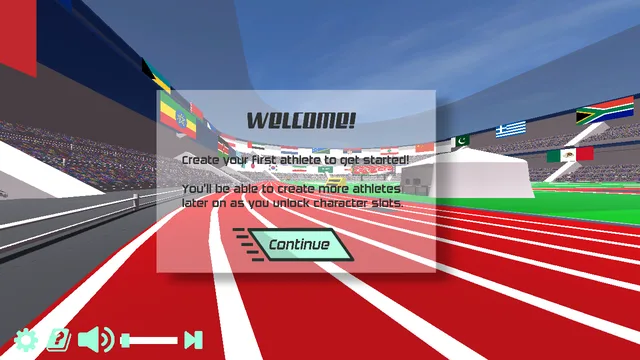 WELCOME!
Create your first athlete to get started!
You'll be able to create more athletes
later on as you unlock character slots.
Continue
?